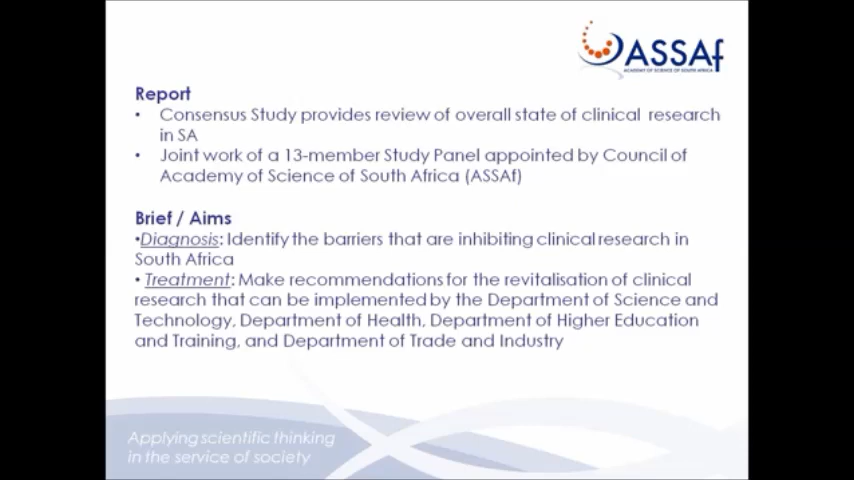 ASSAf
ACADEMY OF SCIENCE OF SOUTH AFRICA
Report
• Consensus Study provides review of overall state of clinical research
in SA
• Joint work of a 13-member Study Panel appointed by Council of
Academy of Science of South Africa (ASSAf)
Brief / Aims
•Diagnosis: Identify the barriers that are inhibiting clinical research in
South Africa
• Treatment: Make recommendations for the revitalisation of clinical
research that can be implemented by the Department of Science and
Technology, Department of Health, Department of Higher Education
and Training, and Department of Trade and Industry
Applying scientific thinking
in the service of society